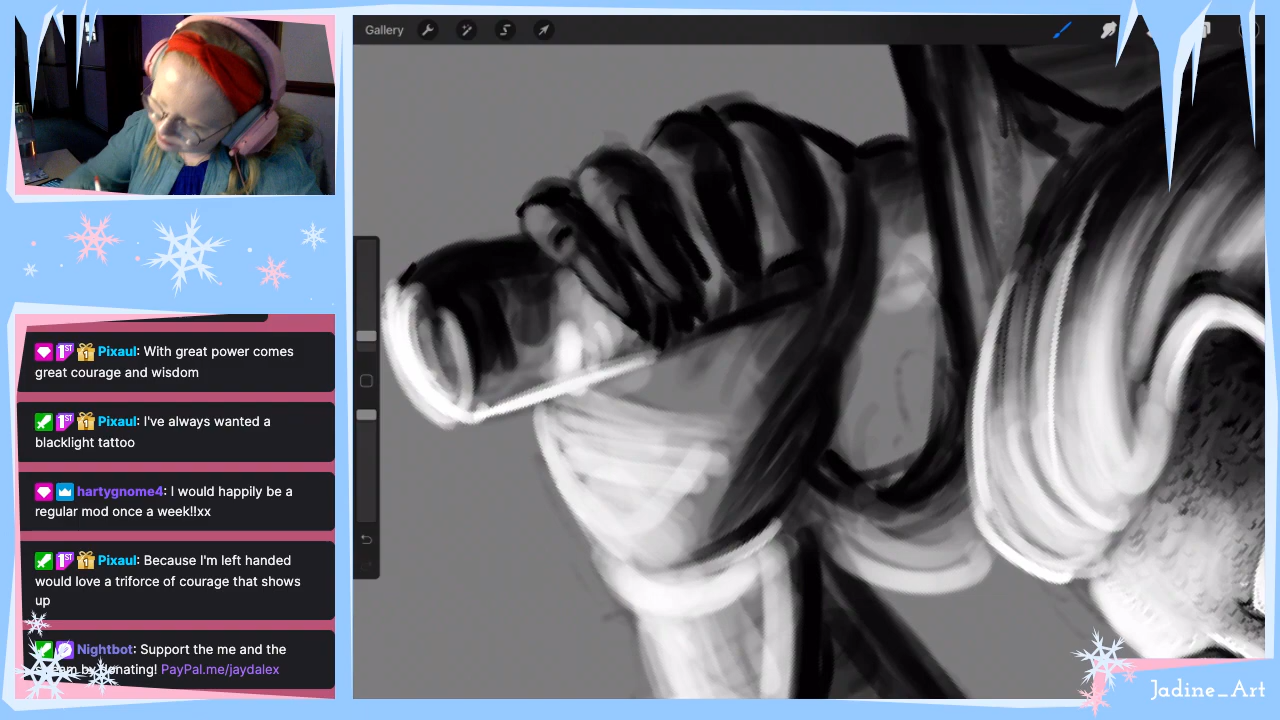 Gallery
Pixaul: With great power comes
great courage and wisdom
Pixaul: I've always wanted a
blacklight tattoo
hartygnome4: I would happily be a
regular mod once a week!!xx
Pixaul: Because I'm left handed
would love a triforce of courage that shows
up
Nightbot: Support the me and the
by donating! PayPal.me/jaydalex
Jadine_Art